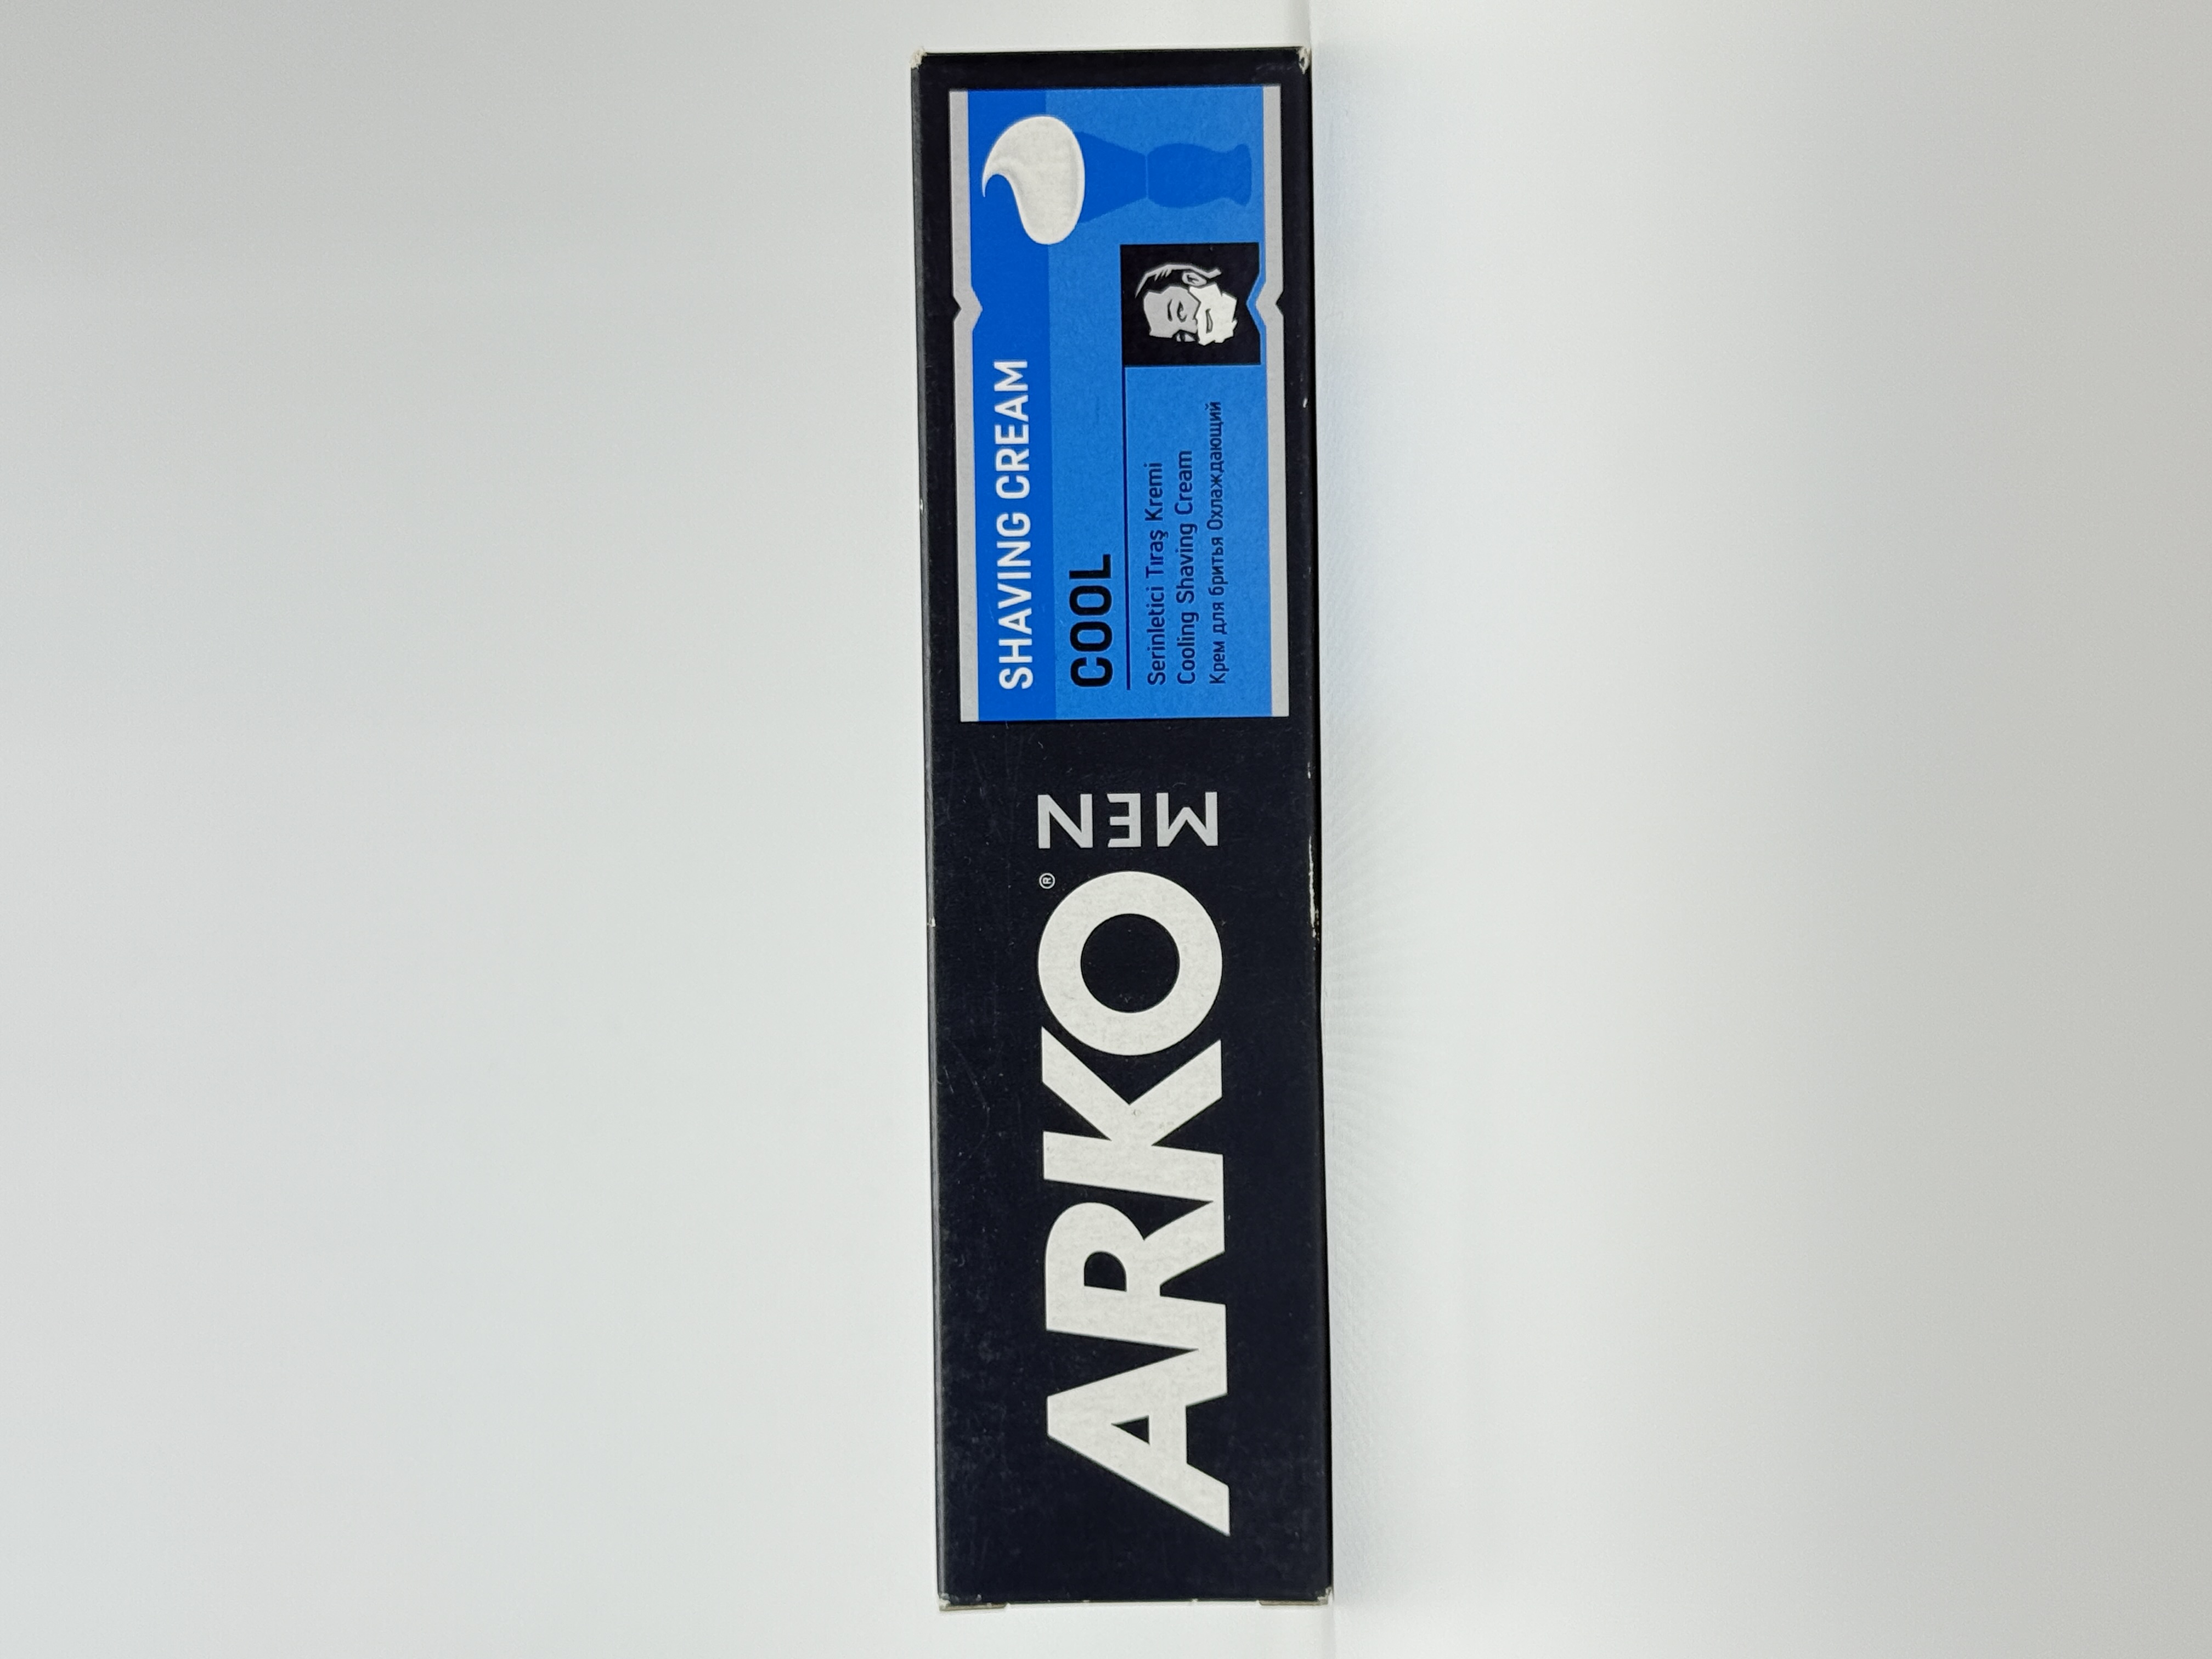 ARKO®
MEN
SHAVING CREAM
COOL
Serinletici Tıraş Kremi
Cooling Shaving Cream
Крем для бритья Охлаждающий